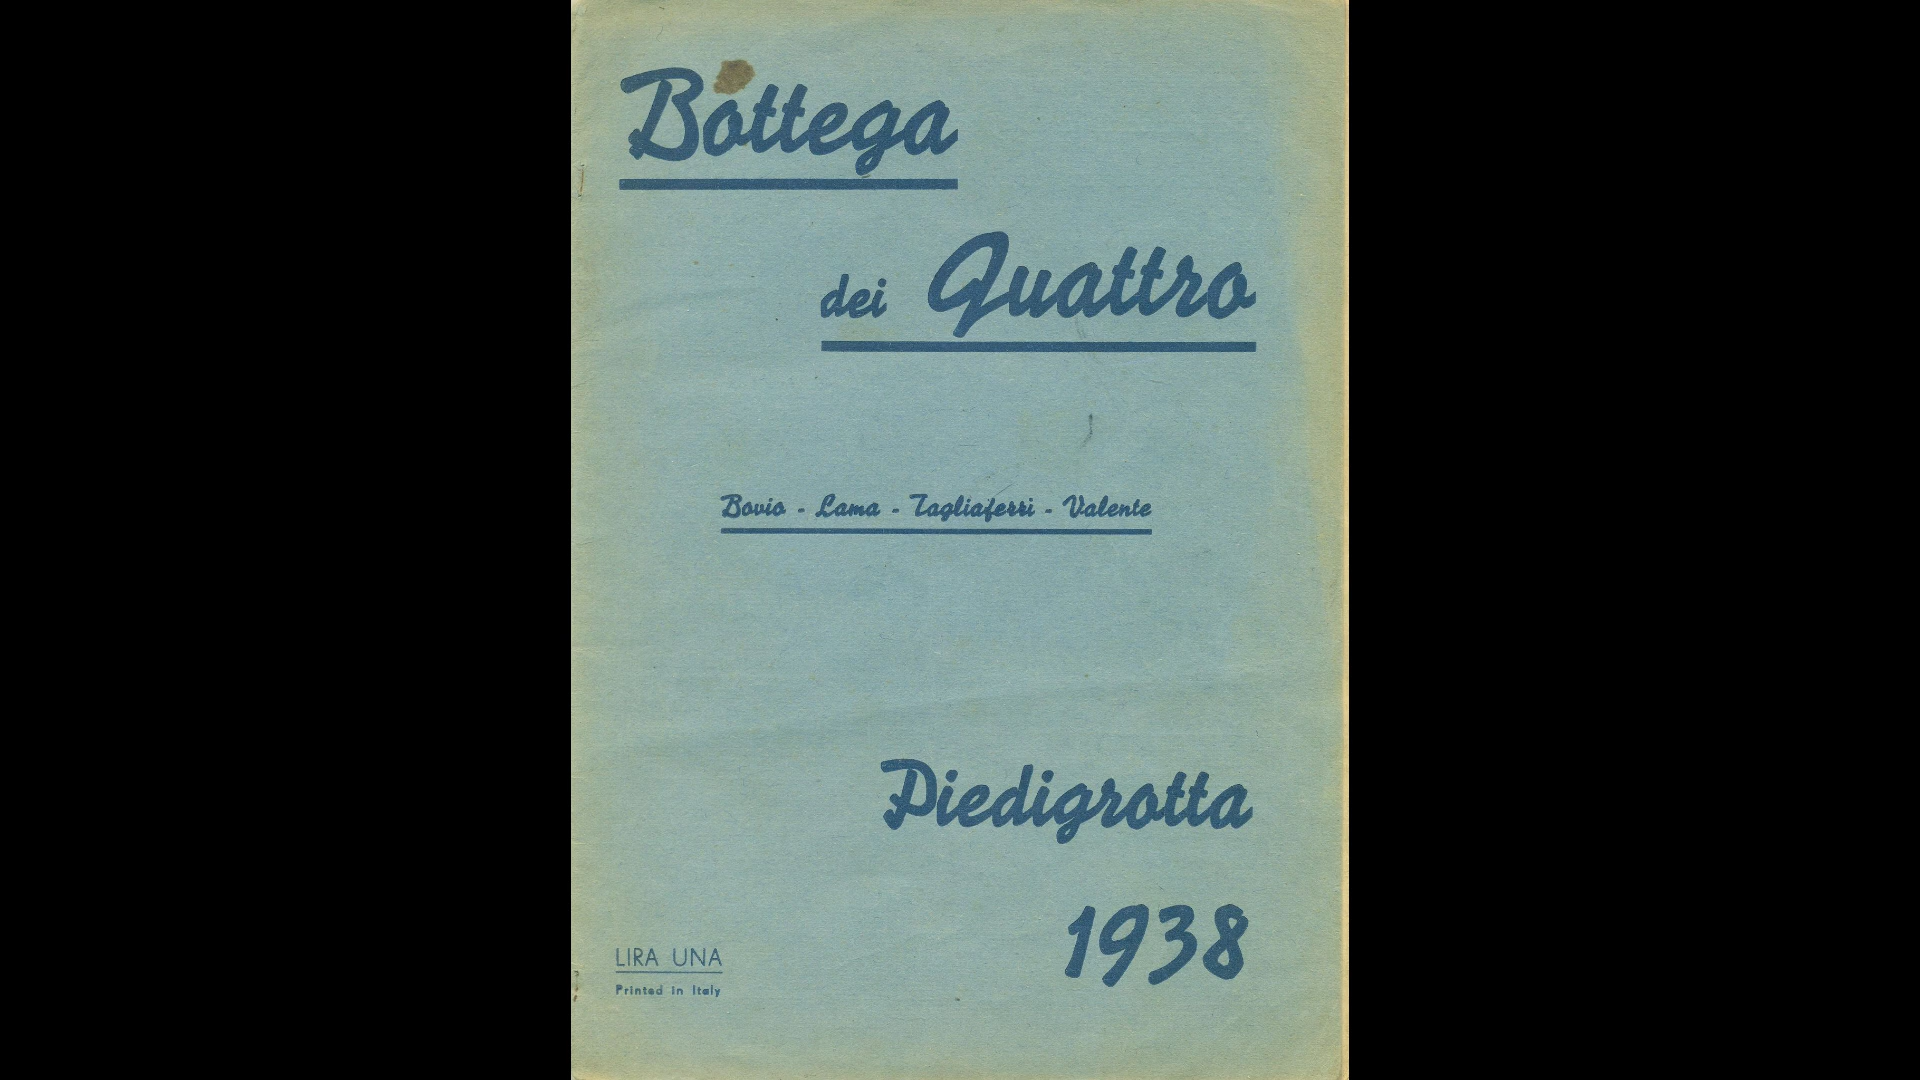 Bottega
dei Quattro
Bovio - Lama - Tagliaferri - Valente
Piedigrotta
1938
LIRA UNA
Printed in Italy